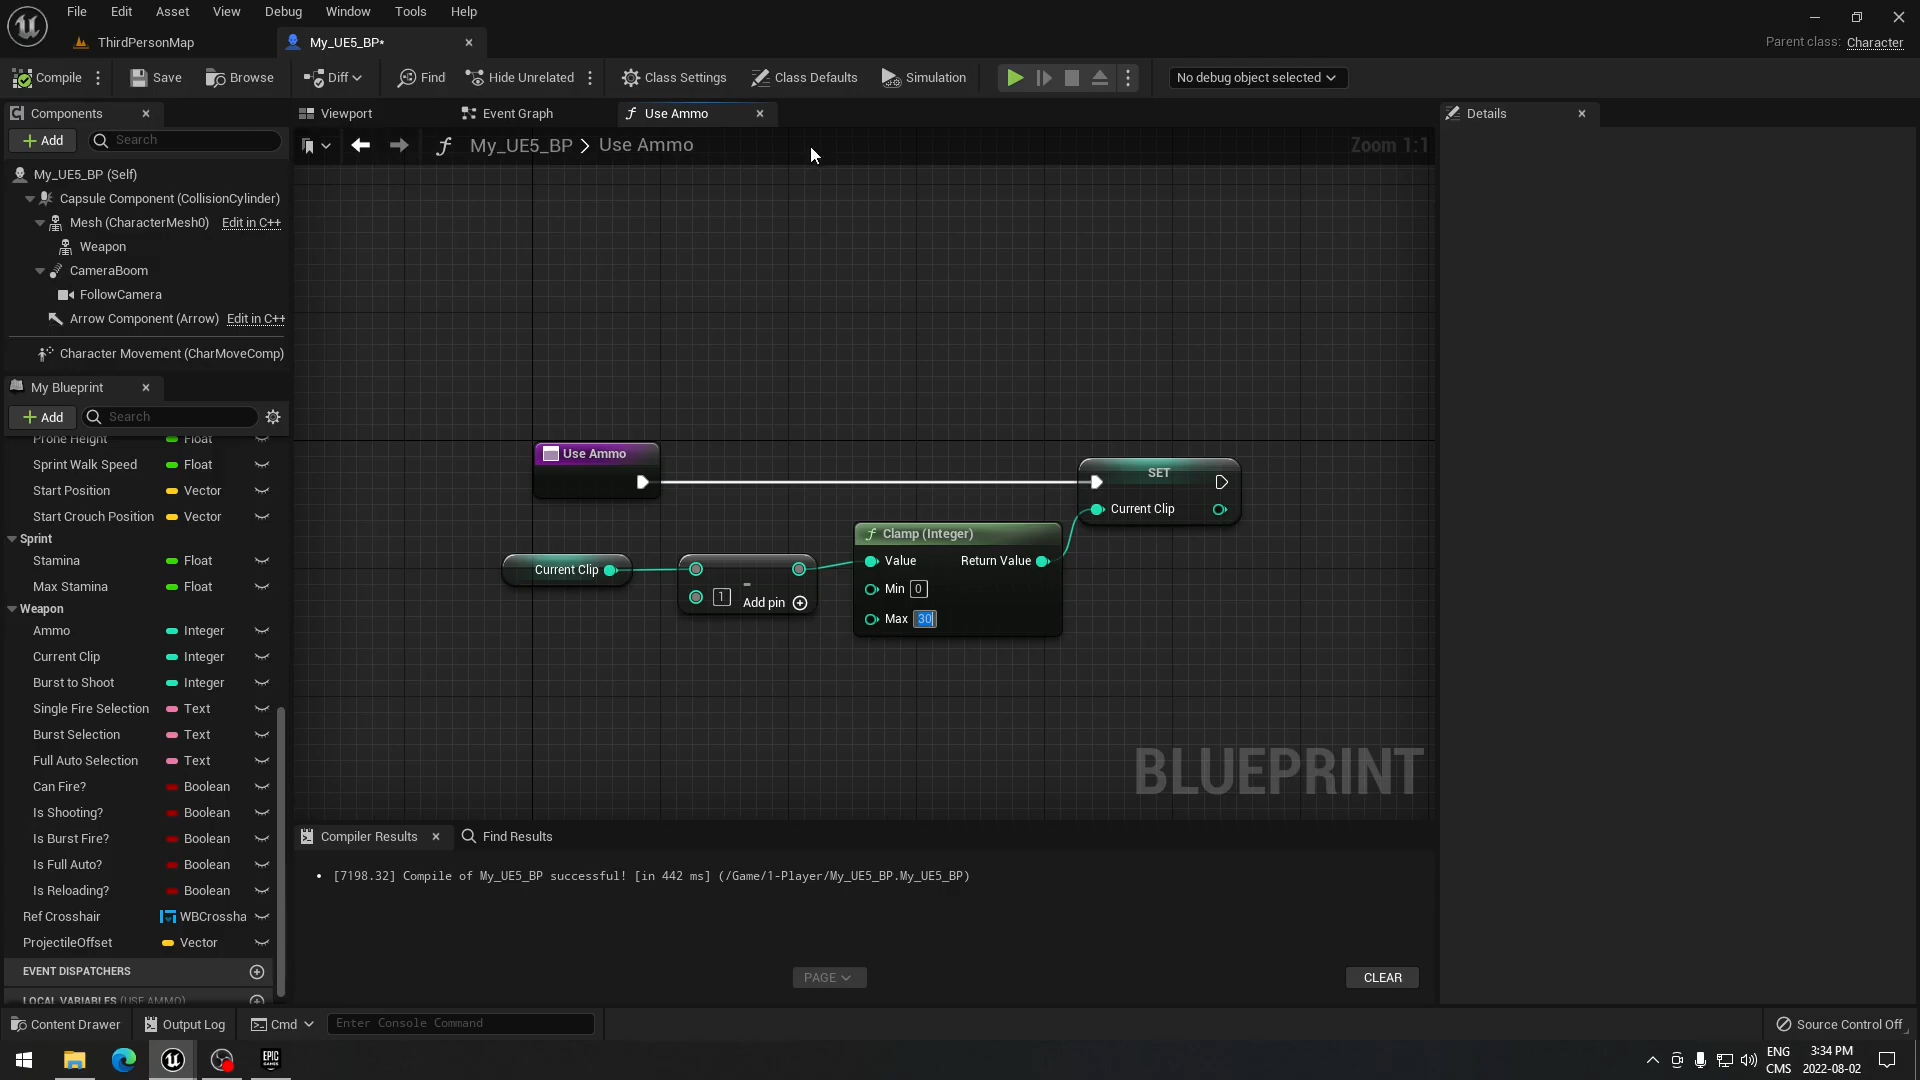 File Edit Asset View Debug Window Tools Help
ThirdPersonMap
My_UE5_BP*
Parent class: Character
Compile
Save
Browse
Diff
Find
Hide Unrelated
Class Settings
Class Defaults
Simulation
No debug object selected
Components
Add
Search
My_UE5_BP (Self)
Capsule Component (CollisionCylinder)
Mesh (CharacterMesh0) Edit in C++
Weapon
CameraBoom
FollowCamera
Arrow Component (Arrow) Edit in C++
Character Movement (CharMoveComp)
My Blueprint
Add
Search
Prone Height Float
Sprint Walk Speed Float
Start Position Vector
Start Crouch Position Vector
Sprint
Stamina Float
Max Stamina Float
Weapon
Ammo Integer
Current Clip Integer
Burst to Shoot Integer
Single Fire Selection Text
Burst Selection Text
Full Auto Selection Text
Can Fire? Boolean
Is Shooting? Boolean
Is Burst Fire? Boolean
Is Full Auto? Boolean
Is Reloading? Boolean
Ref Crosshair WBCrossha
ProjectileOffset Vector
EVENT DISPATCHERS
LOCAL VARIABLES (USE AMMO)
Viewport
Event Graph
Use Ammo
My_UE5_BP > Use Ammo
Zoom 1:1
Use Ammo
SET
Current Clip
Clamp (Integer)
Current Clip
Value Return Value
1
Add pin
Min 0
Max 30
BLUEPRINT
Compiler Results
Find Results
[7198.32] Compile of My_UE5_BP successful! [in 442 ms] (/Game/1-Player/My_UE5_BP.My_UE5_BP)
PAGE
CLEAR
Details
Content Drawer
Output Log
Cmd
Enter Console Command
Source Control Off
EPIC
GAMES
ENG
CMS
3:34 PM
2022-08-02